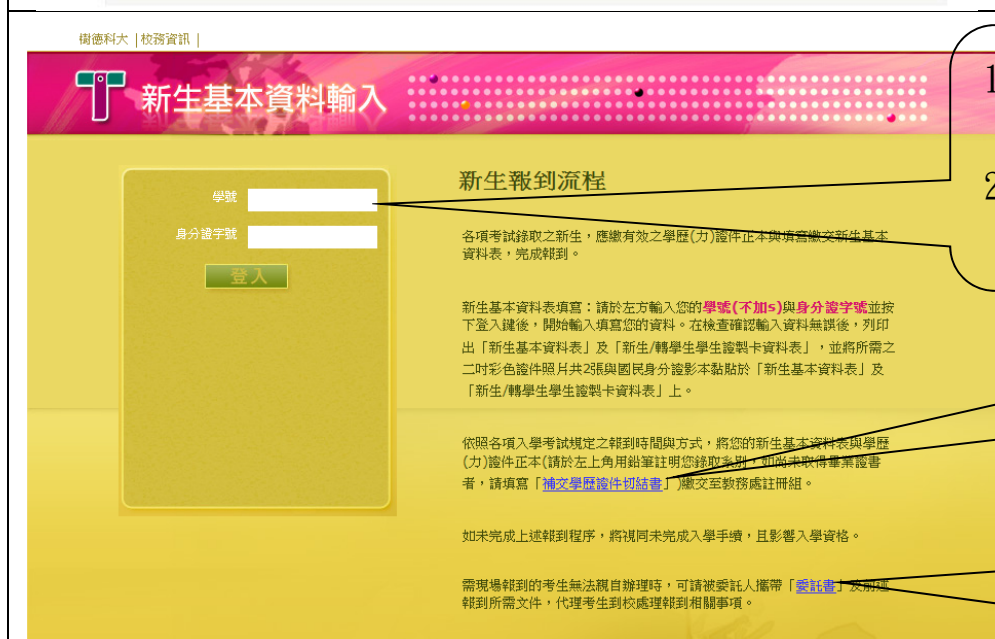 樹德科大 | 校務資訊 |
新生基本資料輸入
1
2
學號
身分證字號
登入
新生報到流程
各項考試錄取之新生，應繳有效之學歷(力)證件正本與填寫繳交新生基本
資料表，完成報到。
新生基本資料表填寫：請於左方輸入您的學號(不加s)與身分證字號並按
下登入鍵後，開始輸入填寫您的資料。在檢查確認輸入資料無誤後，列印
出「新生基本資料表」及「新生/轉學生學生證製卡資料表」，並將所需之
二吋彩色證件照片共2張與國民身分證影本黏貼於「新生基本資料表」及
「新生/轉學生學生證製卡資料表」上。
依照各項入學考試規定之報到時間與方式，將您的新生基本資料表與學歷
(力)證件正本(請於左上角用鉛筆註明您錄取系別，如尚未取得畢業證書
者，請填寫「補交學歷證件切結書」)繳交至教務處註冊組。
如未完成上述報到程序，將視同未完成入學手續，且影響入學資格。
需現場報到的考生無法親自辦理時，可請被委託人攜帶「委託書」及前述
報到所需文件，代理考生到校處理報到相關事項。